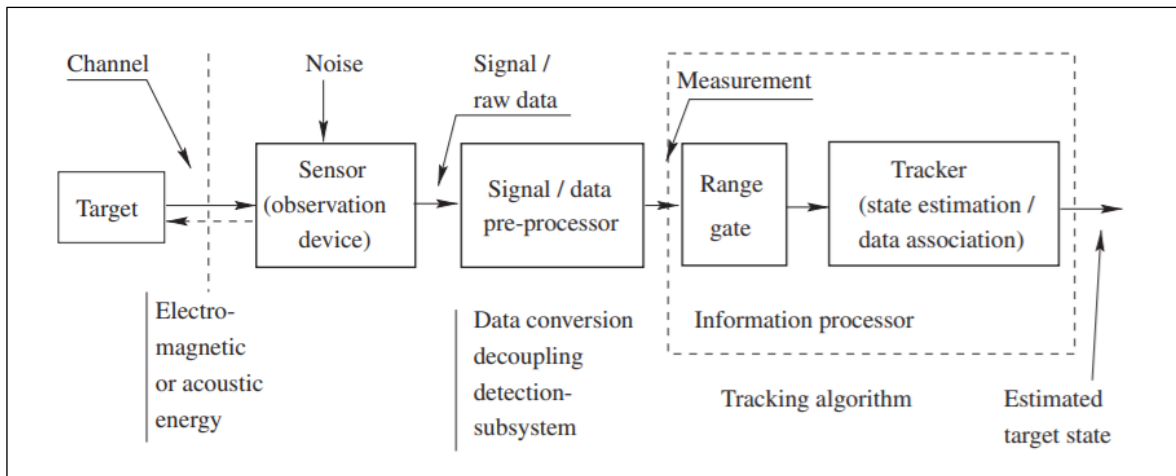 Channel
Noise
Signal /
raw data
Measurement
Target
Sensor
(observation
device)
Signal / data
pre-processor
Range
gate
Tracker
(state estimation /
data association)
Electro-
magnetic
or acoustic
energy
Data conversion
decoupling
detection-
subsystem
Information processor
Tracking algorithm
Estimated
target state